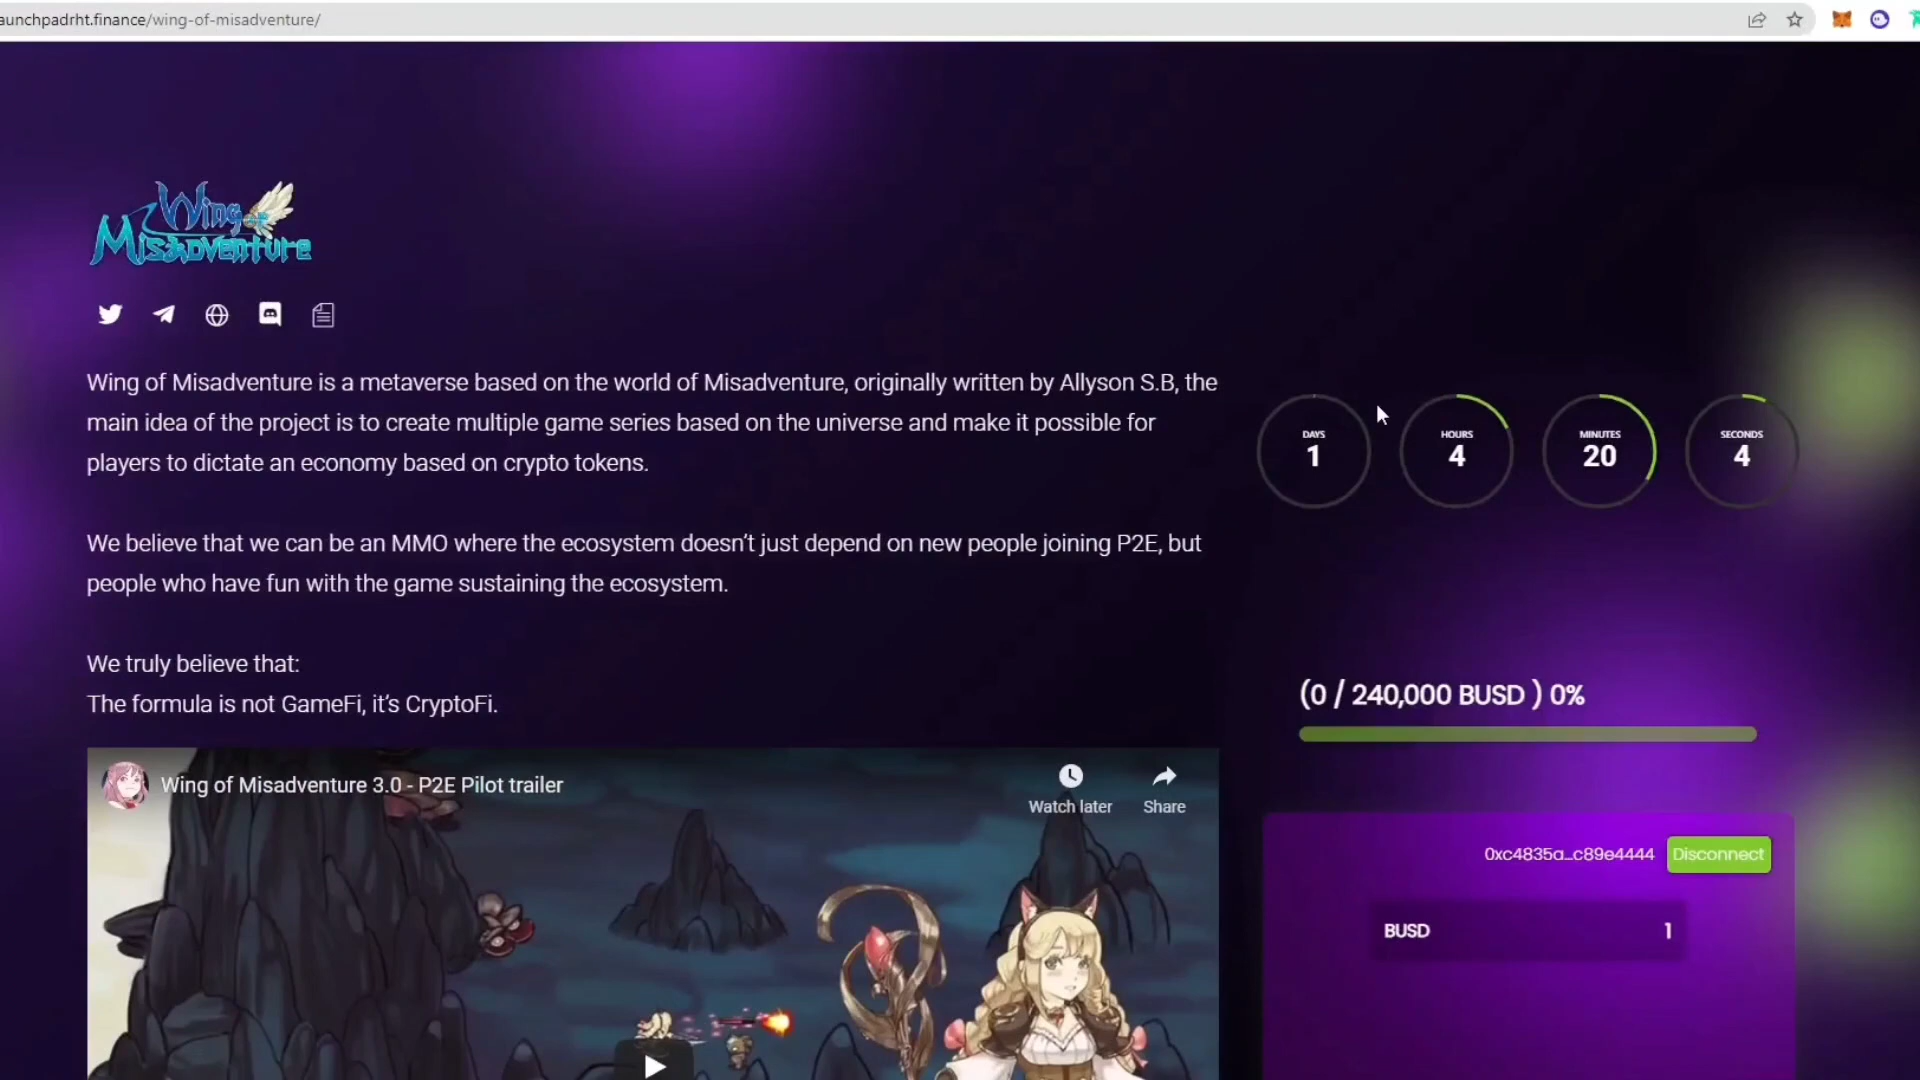 aunchpadrht.finance/wing-of-misadventure/
Wing of
Misadventure
Wing of Misadventure is a metaverse based on the world of Misadventure, originally written by Allyson S.B, the
main idea of the project is to create multiple game series based on the universe and make it possible for
players to dictate an economy based on crypto tokens.
We believe that we can be an MMO where the ecosystem doesn't just depend on new people joining P2E, but
people who have fun with the game sustaining the ecosystem.
We truly believe that:
The formula is not GameFi, it's CryptoFi.
Wing of Misadventure 3.0 - P2E Pilot trailer
Watch later
Share
DAYS
1
HOURS
4
MINUTES
20
SECONDS
4
(0 / 240,000 BUSD ) 0%
0xc4835a...c89e4444
Disconnect
BUSD 1